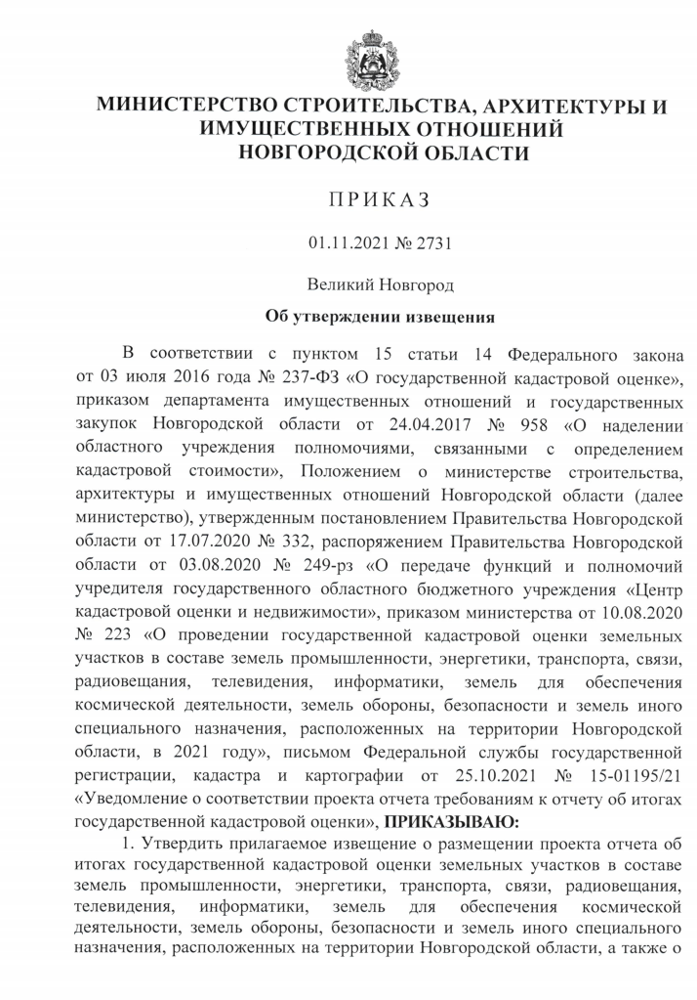 МИНИСТЕРСТВО СТРОИТЕЛЬСТВА, АРХИТЕКТУРЫ И
ИМУЩЕСТВЕННЫХ ОТНОШЕНИЙ
НОВГОРОДСКОЙ ОБЛАСТИ
ПРИКАЗ
01.11.2021 № 2731
Великий Новгород
Об утверждении извещения
В соответствии с пунктом 15 статьи 14 Федерального закона
от 03 июля 2016 года № 237-ФЗ «О государственной кадастровой оценке»,
приказом департамента имущественных отношений и государственных
закупок Новгородской области от 24.04.2017 № 958 «О наделении
областного учреждения полномочиями, связанными с определением
кадастровой стоимости», Положением о министерстве строительства,
архитектуры и имущественных отношений Новгородской области (далее
министерство), утвержденным постановлением Правительства Новгородской
области от 17.07.2020 № 332, распоряжением Правительства Новгородской
области от 03.08.2020 № 249-рз «О передаче функций и полномочий
учредителя государственного областного бюджетного учреждения «Центр
кадастровой оценки и недвижимости», приказом министерства от 10.08.2020
№ 223 «О проведении государственной кадастровой оценки земельных
участков в составе земель промышленности, энергетики, транспорта, связи,
радиовещания, телевидения, информатики, земель для обеспечения
космической деятельности, земель обороны, безопасности и земель иного
специального назначения, расположенных на территории Новгородской
области, в 2021 году», письмом Федеральной службы государственной
регистрации, кадастра и картографии от 25.10.2021 № 15-01195/21
«Уведомление о соответствии проекта отчета требованиям к отчету об итогах
государственной кадастровой оценки», ПРИКАЗЫВАЮ:
1. Утвердить прилагаемое извещение о размещении проекта отчета об
итогах государственной кадастровой оценки земельных участков в составе
земель промышленности, энергетики, транспорта, связи, радиовещания,
телевидения, информатики, земель для обеспечения космической
деятельности, земель обороны, безопасности и земель иного специального
назначения, расположенных на территории Новгородской области, а также о